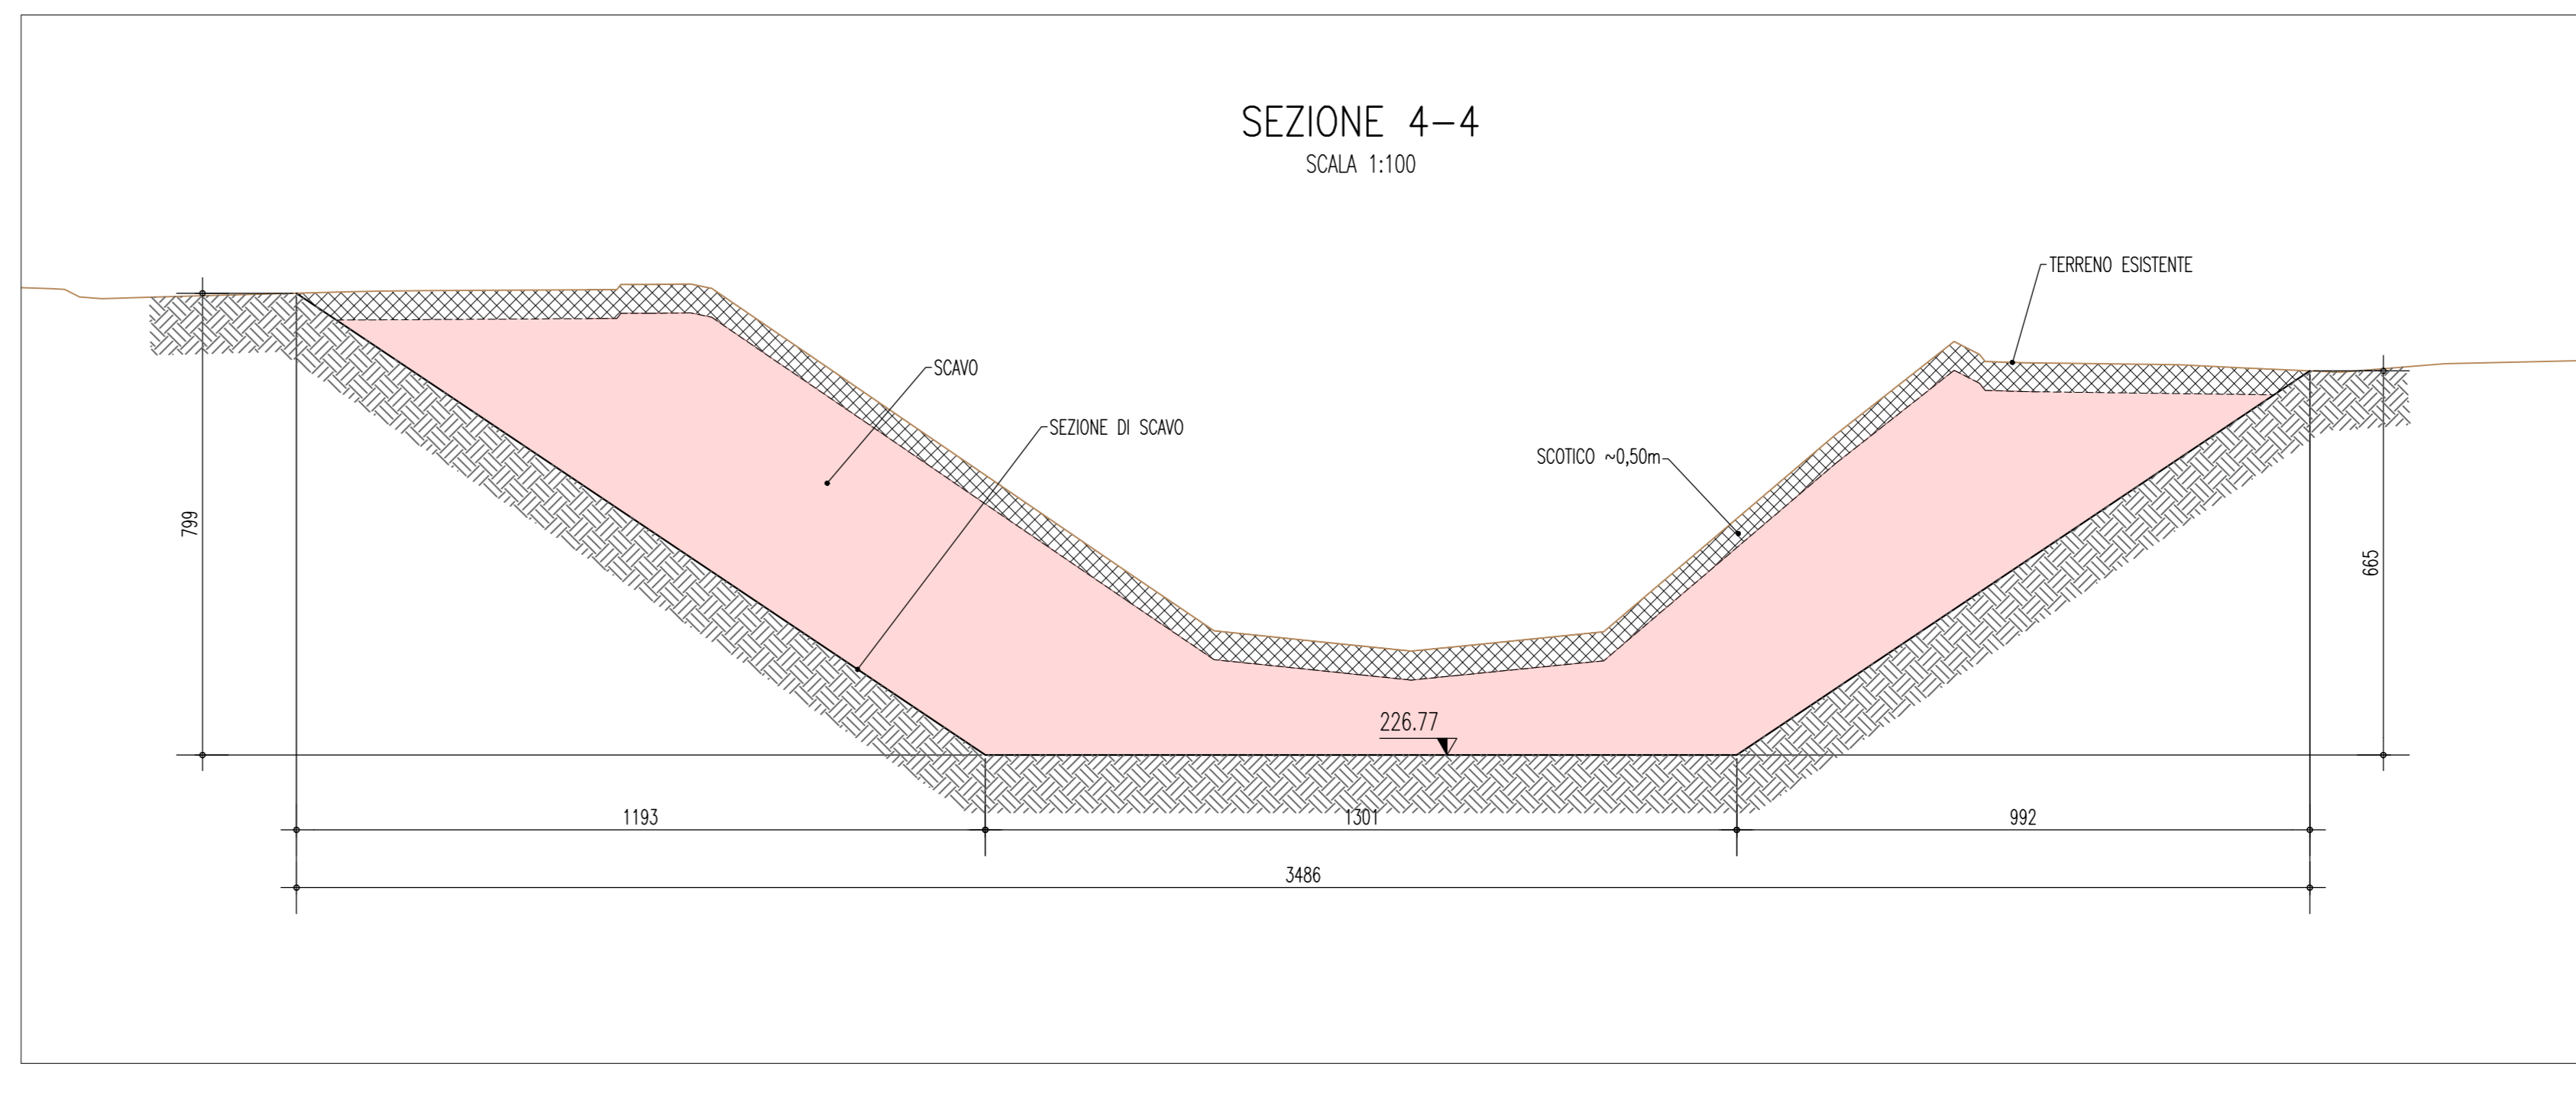 SEZIONE 4-4
SCALA 1:100
TERRENO ESISTENTE
SCAVO
SEZIONE DI SCAVO
SCOTICO ~0,50m
799
665
226.77
1193
1301
992
3486